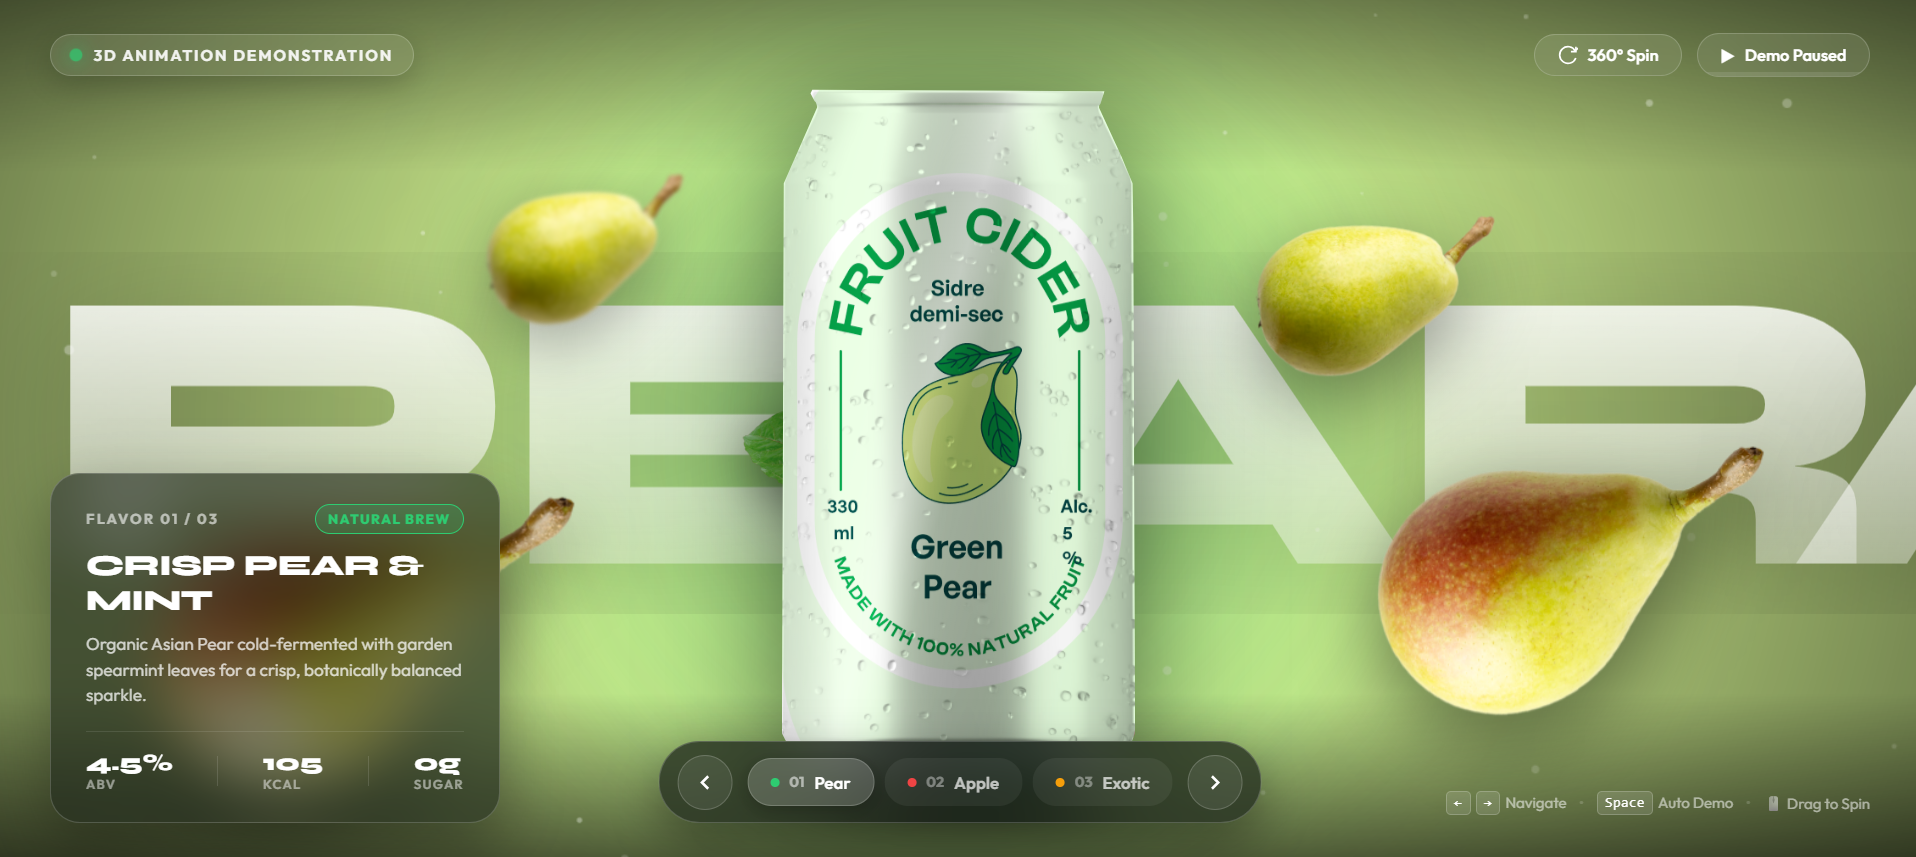 3D ANIMATION DEMONSTRATION
360° Spin
Demo Paused
PEAR
FRUIT CIDER
Sidre
demi-sec
330
ml
Alc.
5
%
Green
Pear
MADE WITH 100% NATURAL FRUIT
FLAVOR 01 / 03
NATURAL BREW
CRISP PEAR &
MINT
Organic Asian Pear cold-fermented with garden
spearmint leaves for a crisp, botanically balanced
sparkle.
4.5%
ABV
105
KCAL
0g
SUGAR
01 Pear
02 Apple
03 Exotic
← → Navigate · Space Auto Demo · Drag to Spin